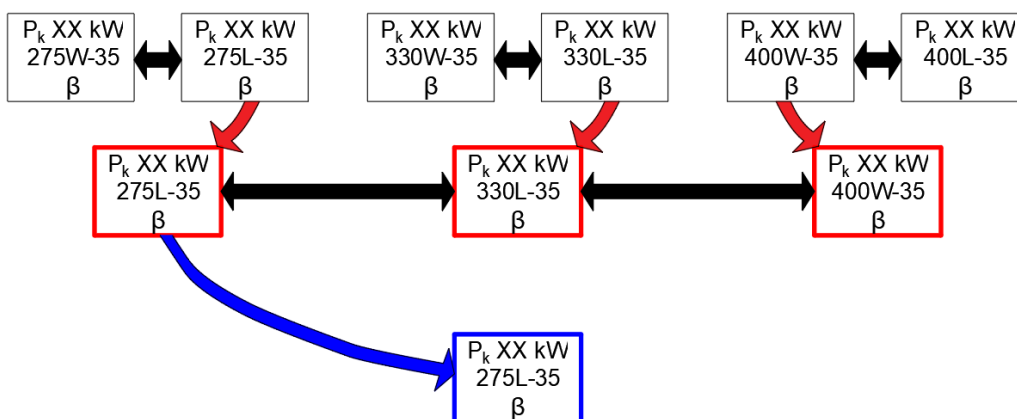 Pk XX kW
275W-35
β
Pk XX kW
275L-35
β
Pk XX kW
330W-35
β
Pk XX kW
330L-35
β
Pk XX kW
400W-35
β
Pk XX kW
400L-35
β
Pk XX kW
275L-35
β
Pk XX kW
330L-35
β
Pk XX kW
400W-35
β
Pk XX kW
275L-35
β